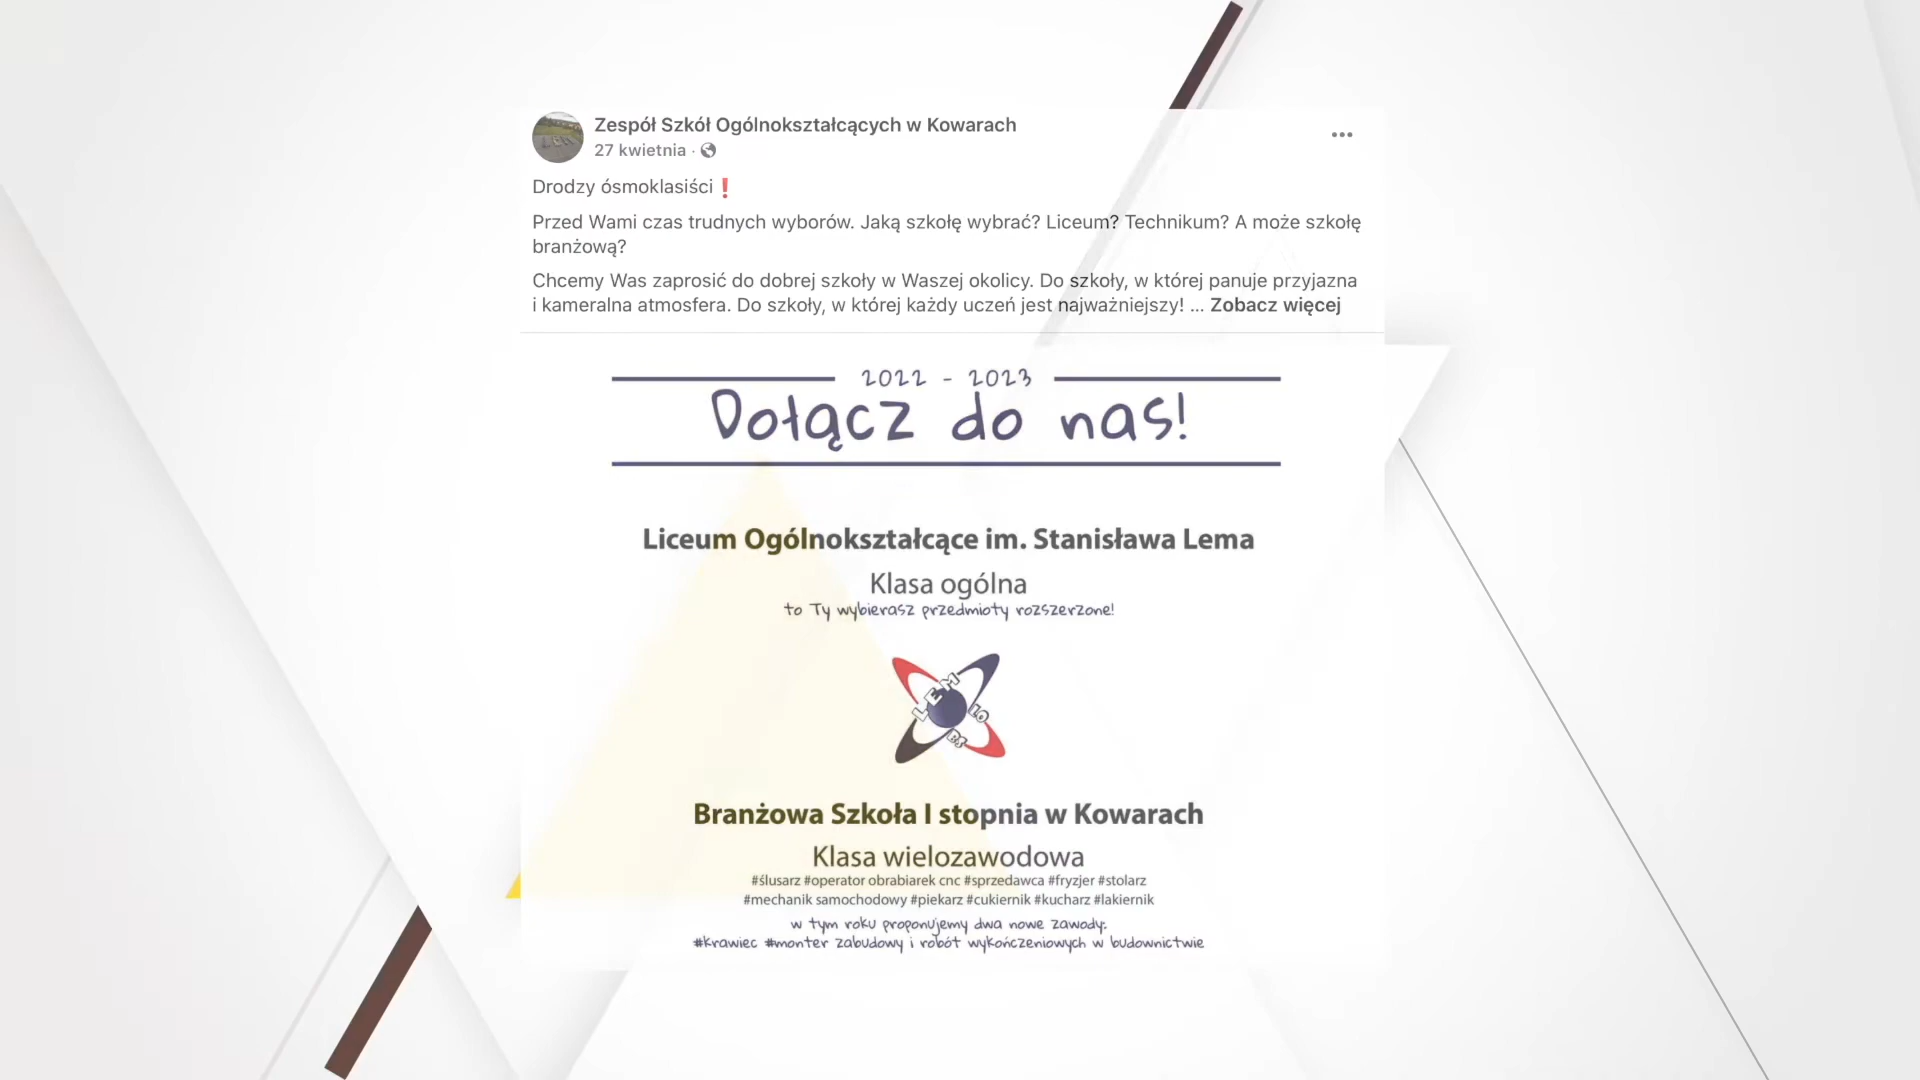 Zespół Szkół Ogólnokształcących w Kowarach
27 kwietnia ·
Drodzy ósmoklasiści❗
Przed Wami czas trudnych wyborów. Jaką szkołę wybrać? Liceum? Technikum? A może szkołę
branżową?
Chcemy Was zaprosić do dobrej szkoły w Waszej okolicy. Do szkoły, w której panuje przyjazna
i kameralna atmosfera. Do szkoły, w której każdy uczeń jest najważniejszy! ... Zobacz więcej
2022 - 2023
Dołącz do nas!
Liceum Ogólnokształcące im. Stanisława Lema
Klasa ogólna
to Ty wybierasz przedmioty rozszerzone!
LEM
LO
BS
Branżowa Szkoła I stopnia w Kowarach
Klasa wielozawodowa
#ślusarz #operator obrabiarek cnc #sprzedawca #fryzjer #stolarz
#mechanik samochodowy #piekarz #cukiernik #kucharz #lakiernik
w tym roku proponujemy dwa nowe zawody:
#krawiec #monter zabudowy i robót wykończeniowych w budownictwie